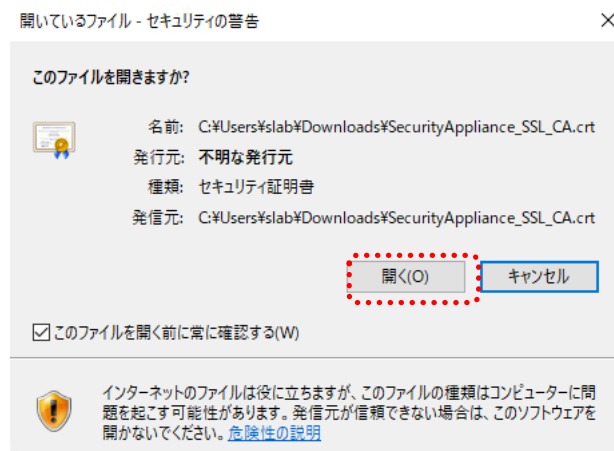 開いているファイル - セキュリティの警告
このファイルを開きますか?
名前: C:¥Users¥slab¥Downloads¥SecurityAppliance_SSL_CA.crt
発行元: 不明な発行元
種類: セキュリティ証明書
発信元: C:¥Users¥slab¥Downloads¥SecurityAppliance_SSL_CA.crt
開く(O) キャンセル
このファイルを開く前に常に確認する(W)
インターネットのファイルは役に立ちますが、このファイルの種類はコンピューターに問
題を起こす可能性があります。発信元が信頼できない場合は、このソフトウェアを
開かないでください。危険性の説明